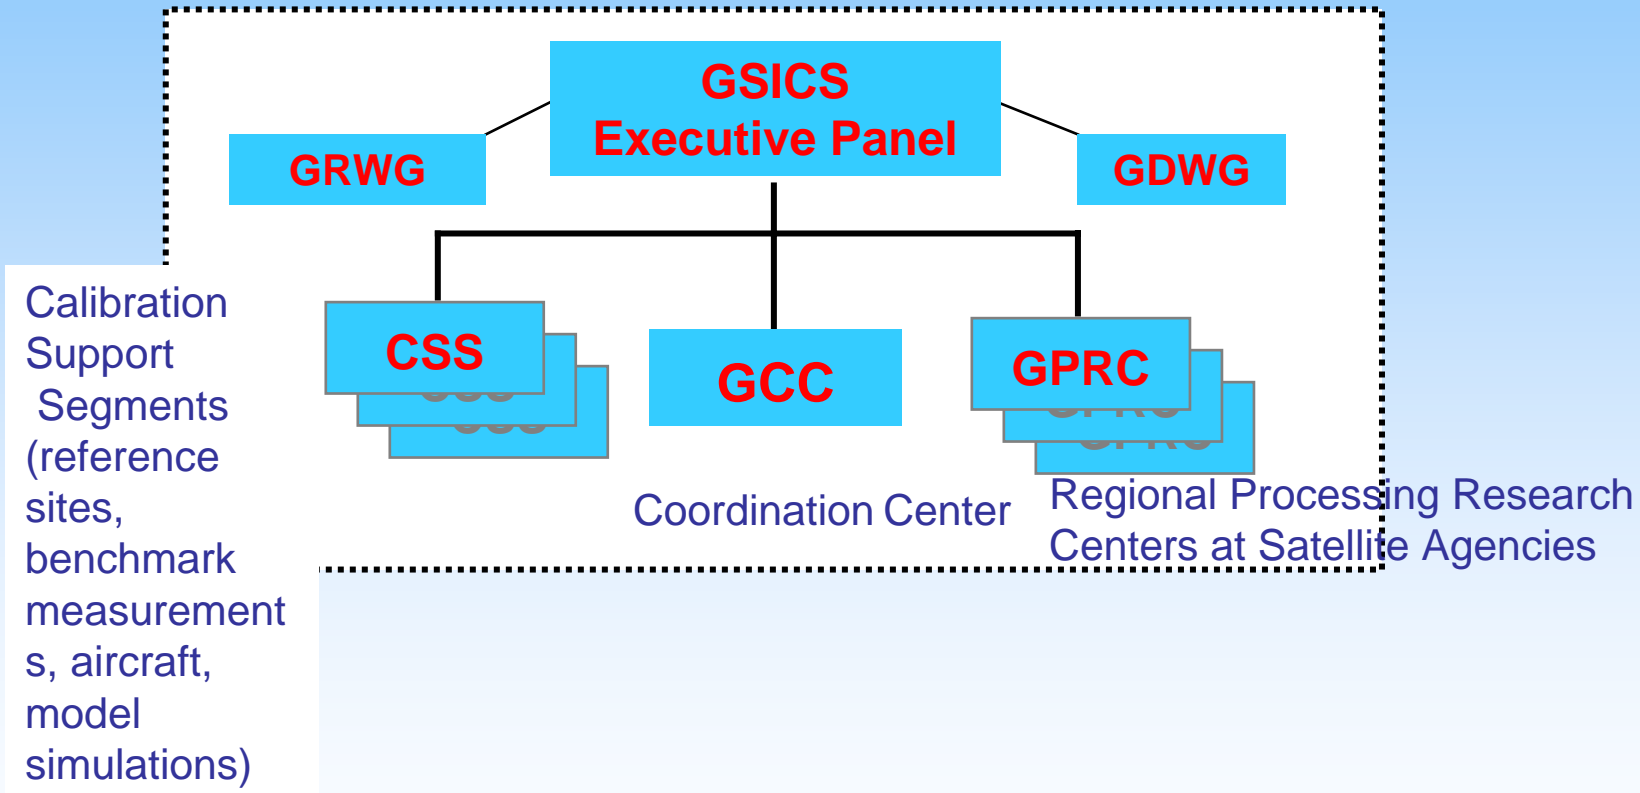 GSICS
Executive Panel
GRWG
GDWG
CSS
GCC
GPRC
Calibration
Support
Segments
(reference
sites,
benchmark
measurement
s, aircraft,
model
simulations)
Coordination Center
Regional Processing Research
Centers at Satellite Agencies